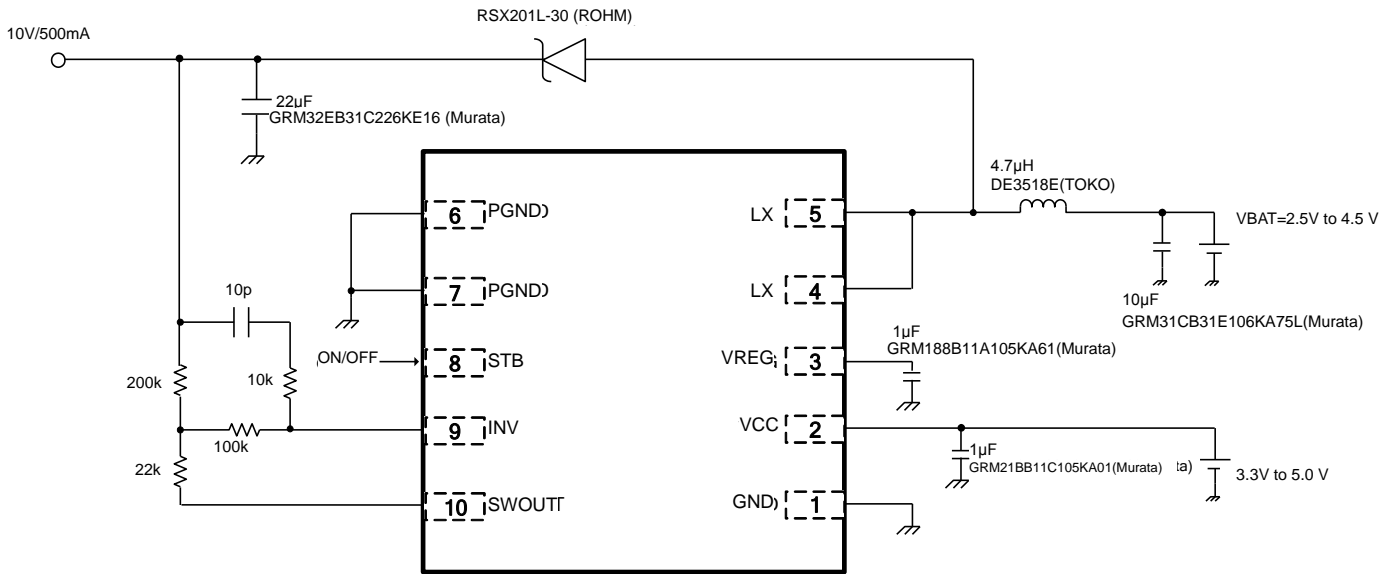 RSX201L-30 (ROHM)
10V/500mA
22µF
GRM32EB31C226KE16 (Murata)
4.7µH
DE3518E(TOKO)
6 PGND
LX 5
VBAT=2.5V to 4.5 V
7 PGND
LX 4
10p
10µF
GRM31CB31E106KA75L(Murata)
1µF
GRM188B11A105KA61(Murata)
ON/OFF
8 STB
VREG 3
200k
10k
9 INV
VCC 2
100k
1µF
GRM21BB11C105KA01(Murata)
3.3V to 5.0 V
22k
10 SWOUT
GND 1